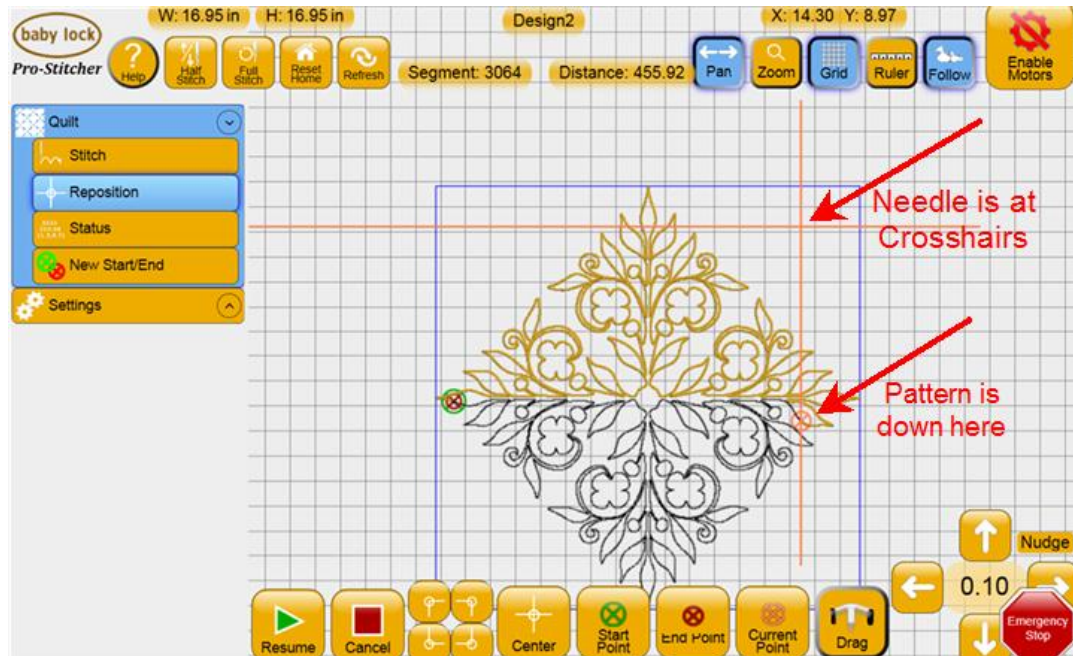 W: 16.95 in H: 16.95 in Design2 X: 14.30 Y: 8.97
baby lock
Pro-Stitcher
Help
Half Stitch
Full Stitch
Reset Home
Refresh
Segment: 3064
Distance: 455.92
Pan
Zoom
Grid
Ruler
Follow
Enable Motors
Quilt
Stitch
Reposition
Status
New Start/End
Settings
Needle is at
Crosshairs
Pattern is
down here
Nudge
0.10
Resume
Cancel
Center
Start Point
End Point
Current Point
Drag
Emergency
Stop